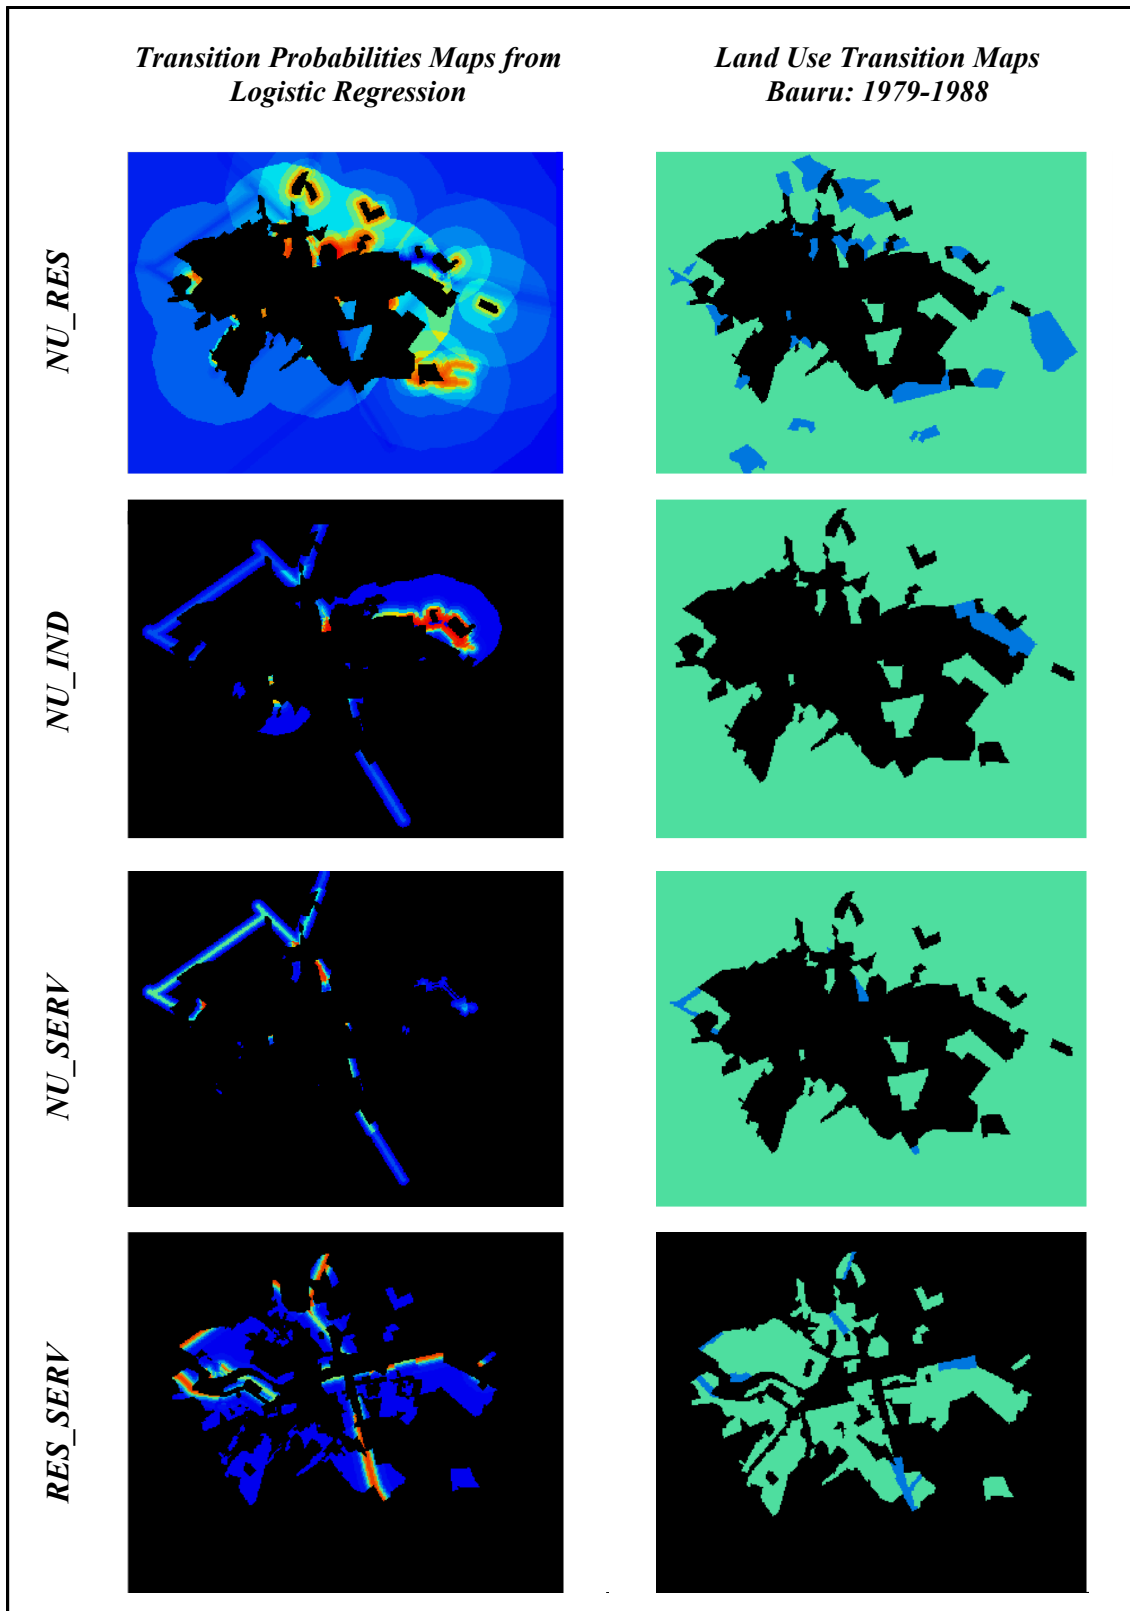 Transition Probabilities Maps from
Logistic Regression
Land Use Transition Maps
Bauru: 1979-1988
NU_RES
NU_IND
NU_SERV
RES_SERV